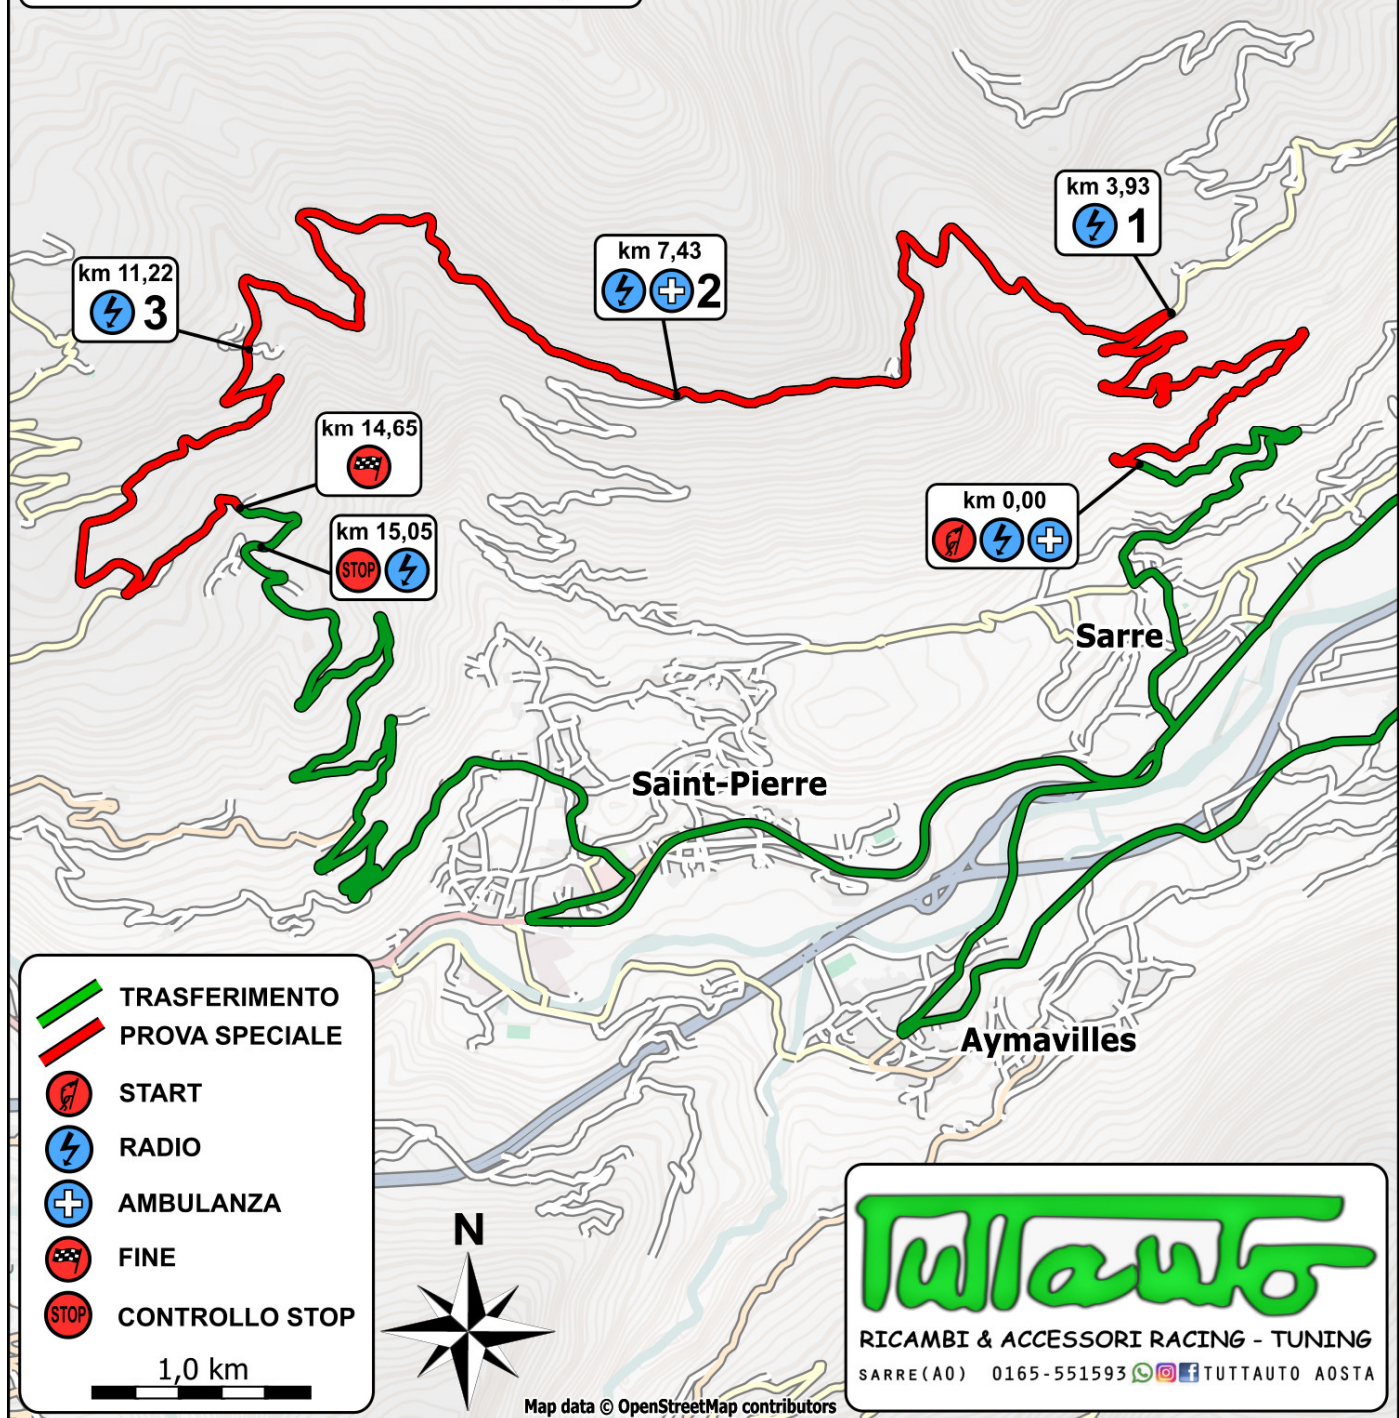 km 3,93
1
km 7,43
2
km 11,22
3
km 14,65
km 15,05
STOP
km 0,00
Sarre
Saint-Pierre
Aymavilles
TRASFERIMENTO
PROVA SPECIALE
START
RADIO
AMBULANZA
FINE
STOP CONTROLLO STOP
1,0 km
N
Tuttauto
RICAMBI & ACCESSORI RACING - TUNING
SARRE(AO) 0165-551593 TUTTAUTO AOSTA
Map data © OpenStreetMap contributors